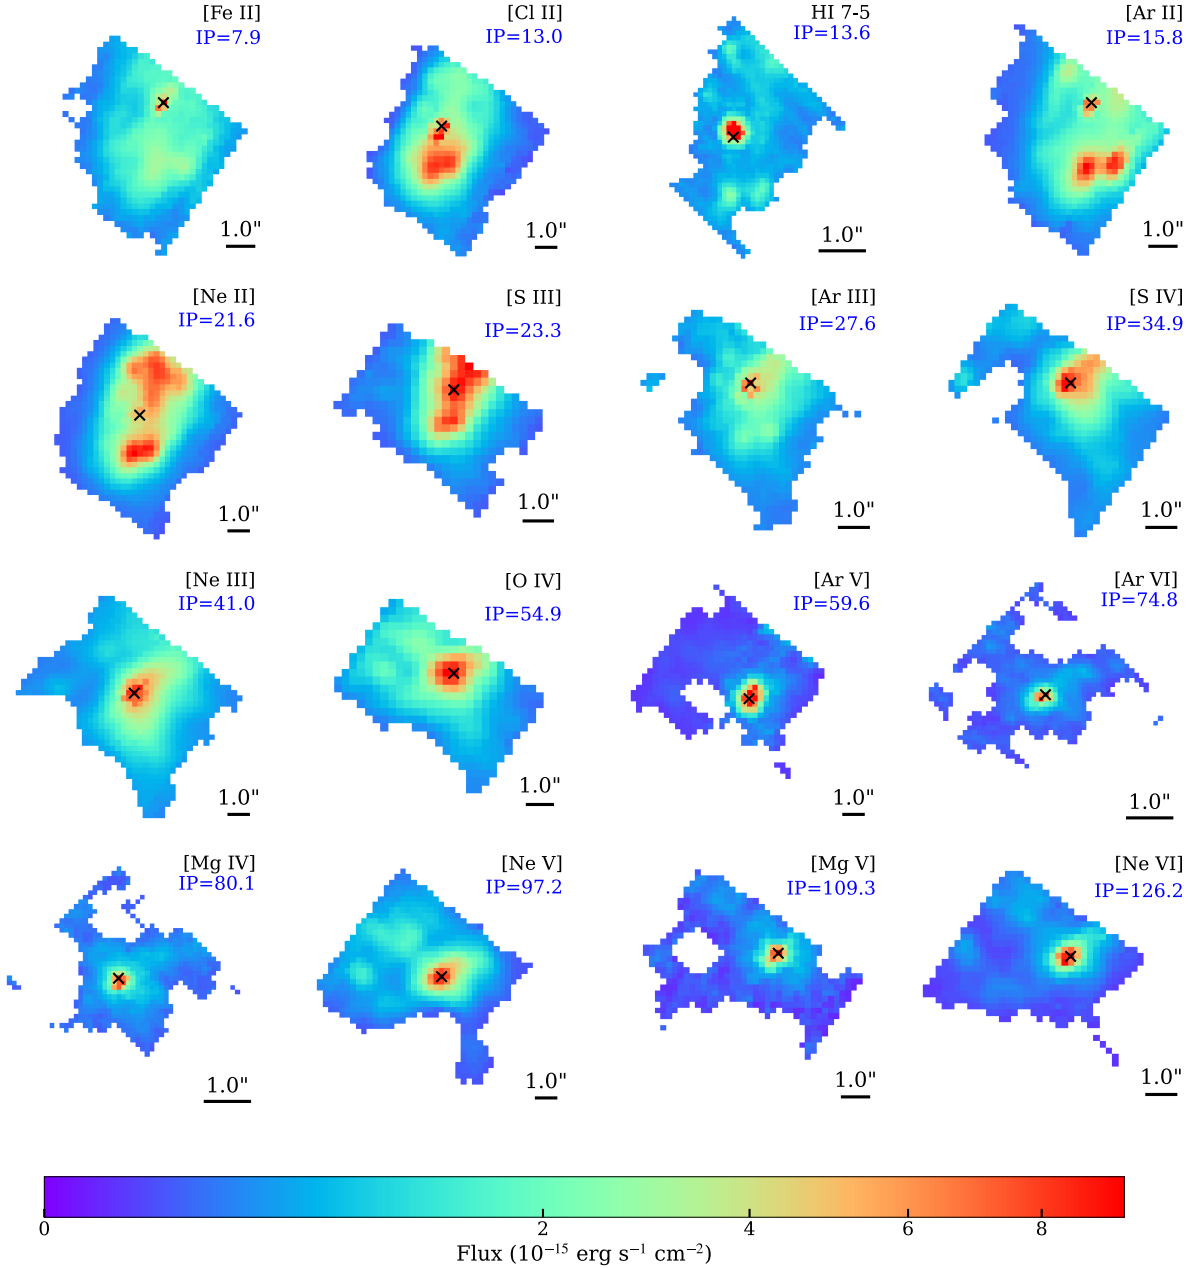 [Fe II]
IP=7.9
1.0"
[Cl II]
IP=13.0
1.0"
HI 7-5
IP=13.6
1.0"
[Ar II]
IP=15.8
1.0"
[Ne II]
IP=21.6
1.0"
[S III]
IP=23.3
1.0"
[Ar III]
IP=27.6
1.0"
[S IV]
IP=34.9
1.0"
[Ne III]
IP=41.0
1.0"
[O IV]
IP=54.9
1.0"
[Ar V]
IP=59.6
1.0"
[Ar VI]
IP=74.8
1.0"
[Mg IV]
IP=80.1
1.0"
[Ne V]
IP=97.2
1.0"
[Mg V]
IP=109.3
1.0"
[Ne VI]
IP=126.2
1.0"
0 2 4 6 8
Flux (10⁻¹⁵ erg s⁻¹ cm⁻²)